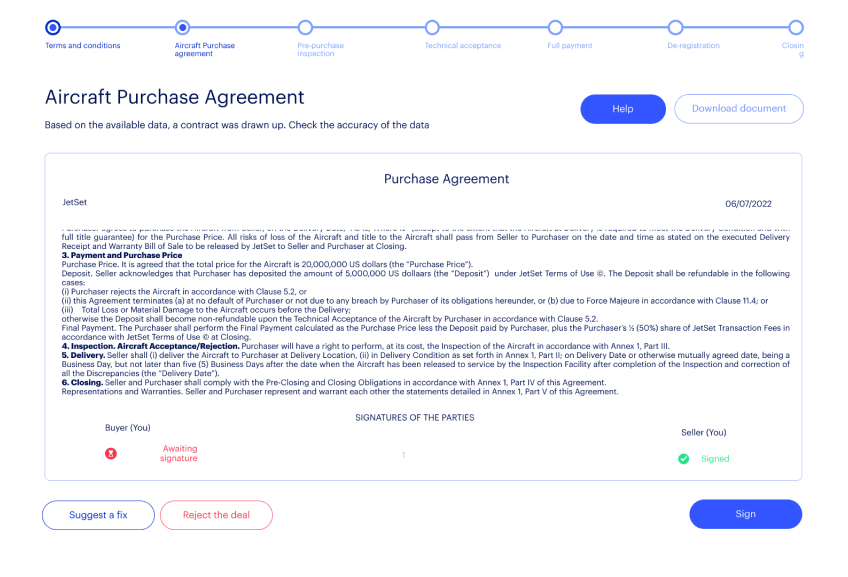 Terms and conditions
Aircraft Purchase
agreement
Pre-purchase
inspection
Technical acceptance
Full payment
De-registration
Closin
g
Aircraft Purchase Agreement
Help
Download document
Based on the available data, a contract was drawn up. Check the accuracy of the data
Purchase Agreement
JetSet
06/07/2022
full title guarantee) for the Purchase Price. All risks of loss of the Aircraft and title to the Aircraft shall pass from Seller to Purchaser on the date and time as stated on the executed Delivery
Receipt and Warranty Bill of Sale to be released by JetSet to Seller and Purchaser at Closing.
3. Payment and Purchase Price
Purchase Price. It is agreed that the total price for the Aircraft is 20,000,000 US dollars (the "Purchase Price").
Deposit. Seller acknowledges that Purchaser has deposited the amount of 5,000,000 US dollaars (the "Deposit") under JetSet Terms of Use ©. The Deposit shall be refundable in the following
cases:
(i) Purchaser rejects the Aircraft in accordance with Clause 5.2, or
(ii) this Agreement terminates (a) at no default of Purchaser or not due to any breach by Purchaser of its obligations hereunder, or (b) due to Force Majeure in accordance with Clause 11.4; or
(iii) Total Loss or Material Damage to the Aircraft occurs before the Delivery;
otherwise the Deposit shall become non-refundable upon the Technical Acceptance of the Aircraft by Purchaser in accordance with Clause 5.2.
Final Payment. The Purchaser shall perform the Final Payment calculated as the Purchase Price less the Deposit paid by Purchaser, plus the Purchaser's ½ (50%) share of JetSet Transaction Fees in
accordance with JetSet Terms of Use © at Closing.
4. Inspection. Aircraft Acceptance/Rejection. Purchaser will have a right to perform, at its cost, the Inspection of the Aircraft in accordance with Annex 1, Part III.
5. Delivery. Seller shall (i) deliver the Aircraft to Purchaser at Delivery Location, (ii) in Delivery Condition as set forth in Annex 1, Part II; on Delivery Date or otherwise mutually agreed date, being a
Business Day, but not later than five (5) Business Days after the date when the Aircraft has been released to service by the Inspection Facility after completion of the Inspection and correction of
all the Discrepancies (the "Delivery Date").
6. Closing. Seller and Purchaser shall comply with the Pre-Closing and Closing Obligations in accordance with Annex 1, Part IV of this Agreement.
Representations and Warranties. Seller and Purchaser represent and warrant each other the statements detailed in Annex 1, Part V of this Agreement.
SIGNATURES OF THE PARTIES
Buyer (You)
Seller (You)
Awaiting
signature
1
Signed
Suggest a fix
Reject the deal
Sign